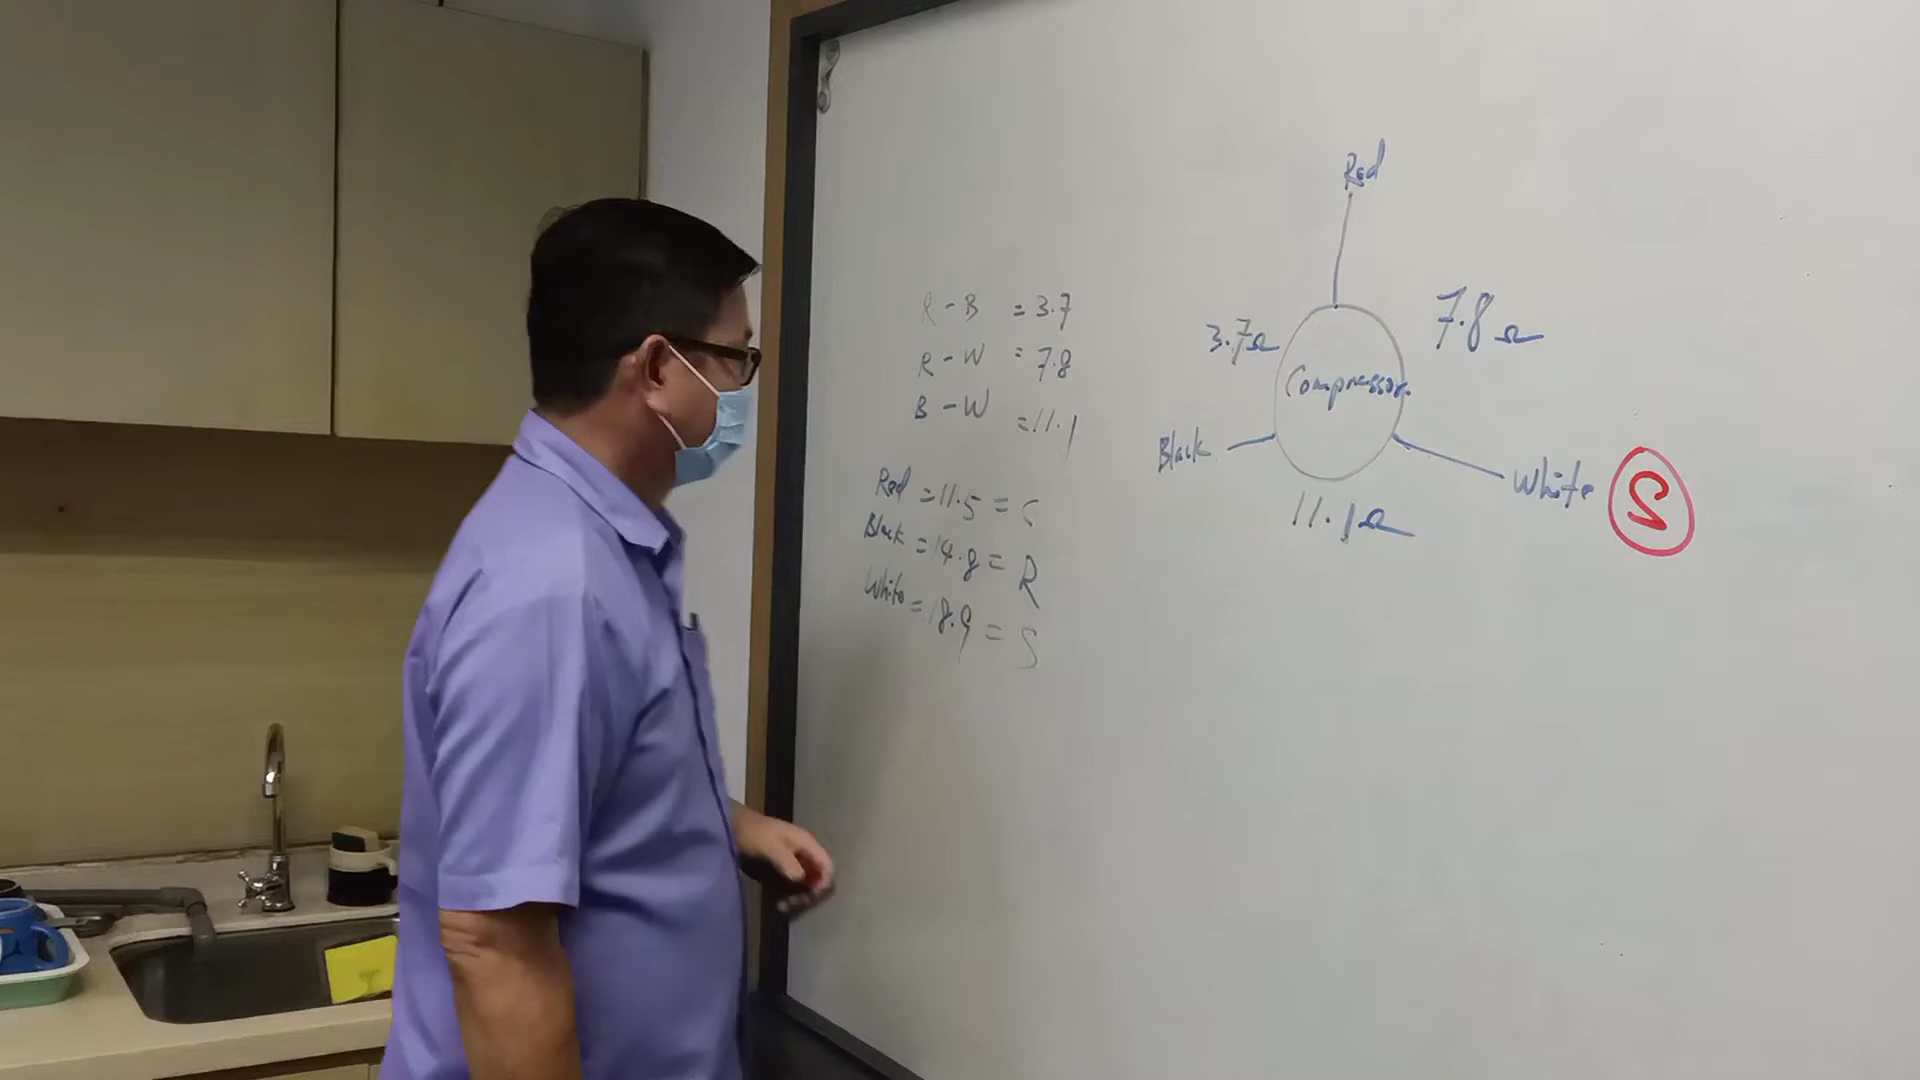 R - B = 3.7
R - W = 7.8
B - W = 11.1
Red = 11.5 = C
Black = 14.8 = R
White = 18.9 = S
Red
3.7Ω
7.8Ω
Compressor
Black
White S
11.1Ω